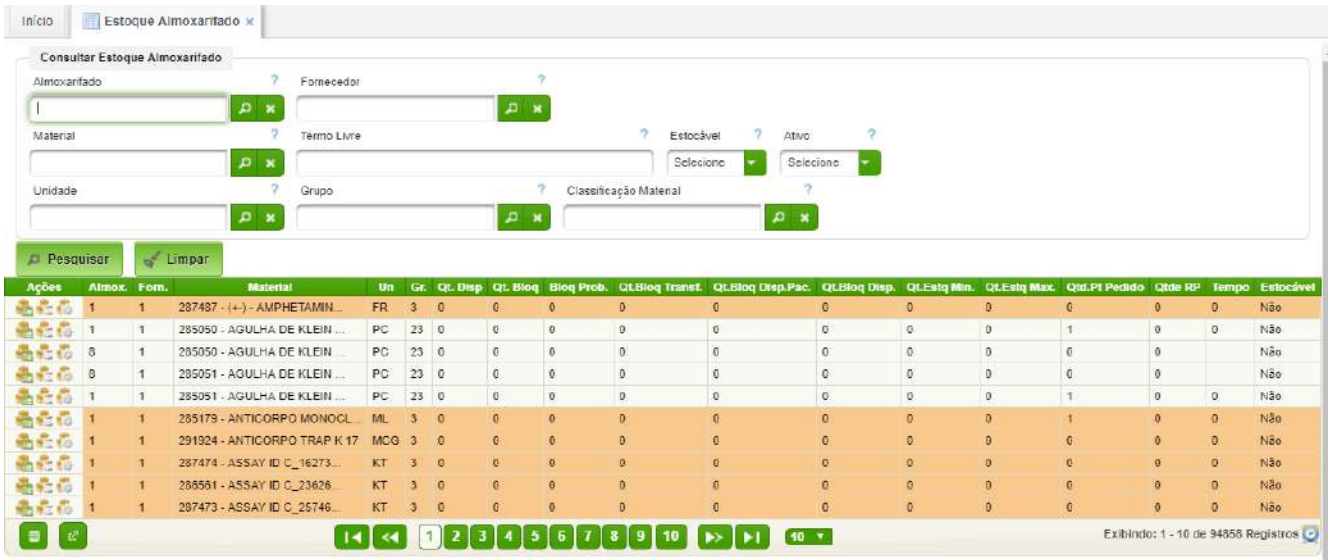 Início Estoque Almoxarifado ×
Consultar Estoque Almoxarifado
Almoxarifado ? Fornecedor ?
Material ? Termo Livre ? Estocável ? Ativo ?
Selecione Selecione
Unidade ? Grupo ? Classificação Material ?
Pesquisar Limpar
Ações Almox. Forn. Material Un Gr. Qt. Disp Qt. Bloq Bloq Prob. Qt.Bloq Transf. Qt.Bloq Disp.Pac. Qt.Bloq Disp. Qt.Estq Min. Qt.Estq Max. Qtd.Pt Pedido Qtde RP Tempo Estocável
1 1 287487 - (+-) - AMPHETAMIN... FR 3 0 0 0 0 0 0 0 0 0 0 0 Não
1 1 285050 - AGULHA DE KLEIN ... PC 23 0 0 0 0 0 0 0 0 1 0 0 Não
8 1 285050 - AGULHA DE KLEIN ... PC 23 0 0 0 0 0 0 0 0 0 0 Não
8 1 285051 - AGULHA DE KLEIN ... PC 23 0 0 0 0 0 0 0 0 0 0 Não
1 1 285051 - AGULHA DE KLEIN ... PC 23 0 0 0 0 0 0 0 0 1 0 0 Não
1 1 285179 - ANTICORPO MONOCL... ML 3 0 0 0 0 0 0 0 0 1 0 0 Não
1 1 291924 - ANTICORPO TRAP K 17 MCG 3 0 0 0 0 0 0 0 0 0 0 0 Não
1 1 287474 - ASSAY ID C_16273... KT 3 0 0 0 0 0 0 0 0 0 0 0 Não
1 1 286561 - ASSAY ID C_23626... KT 3 0 0 0 0 0 0 0 0 0 0 0 Não
1 1 287473 - ASSAY ID C_25746... KT 3 0 0 0 0 0 0 0 0 0 0 0 Não
1 2 3 4 5 6 7 8 9 10 10 Exibindo: 1 - 10 de 94858 Registros